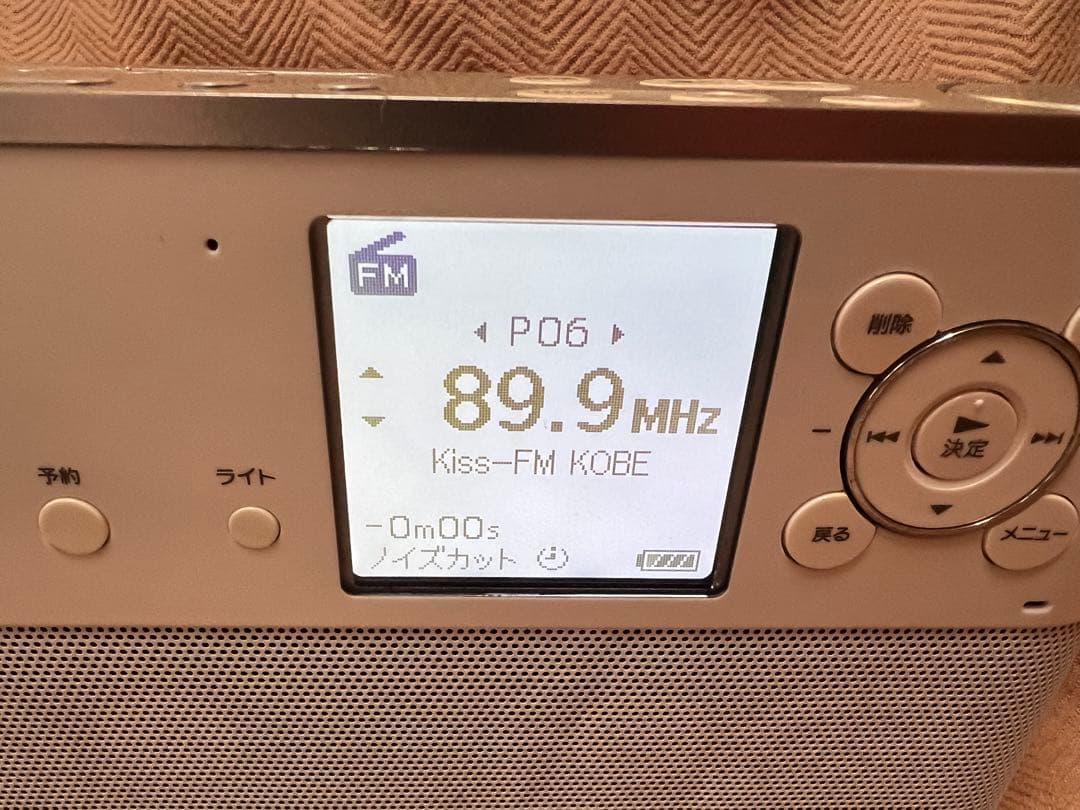 FM
P06
89.9MHz
Kiss-FM KOBE
-0m00s
ノイズカット
予約
ライト
削除
決定
戻る
メニュー